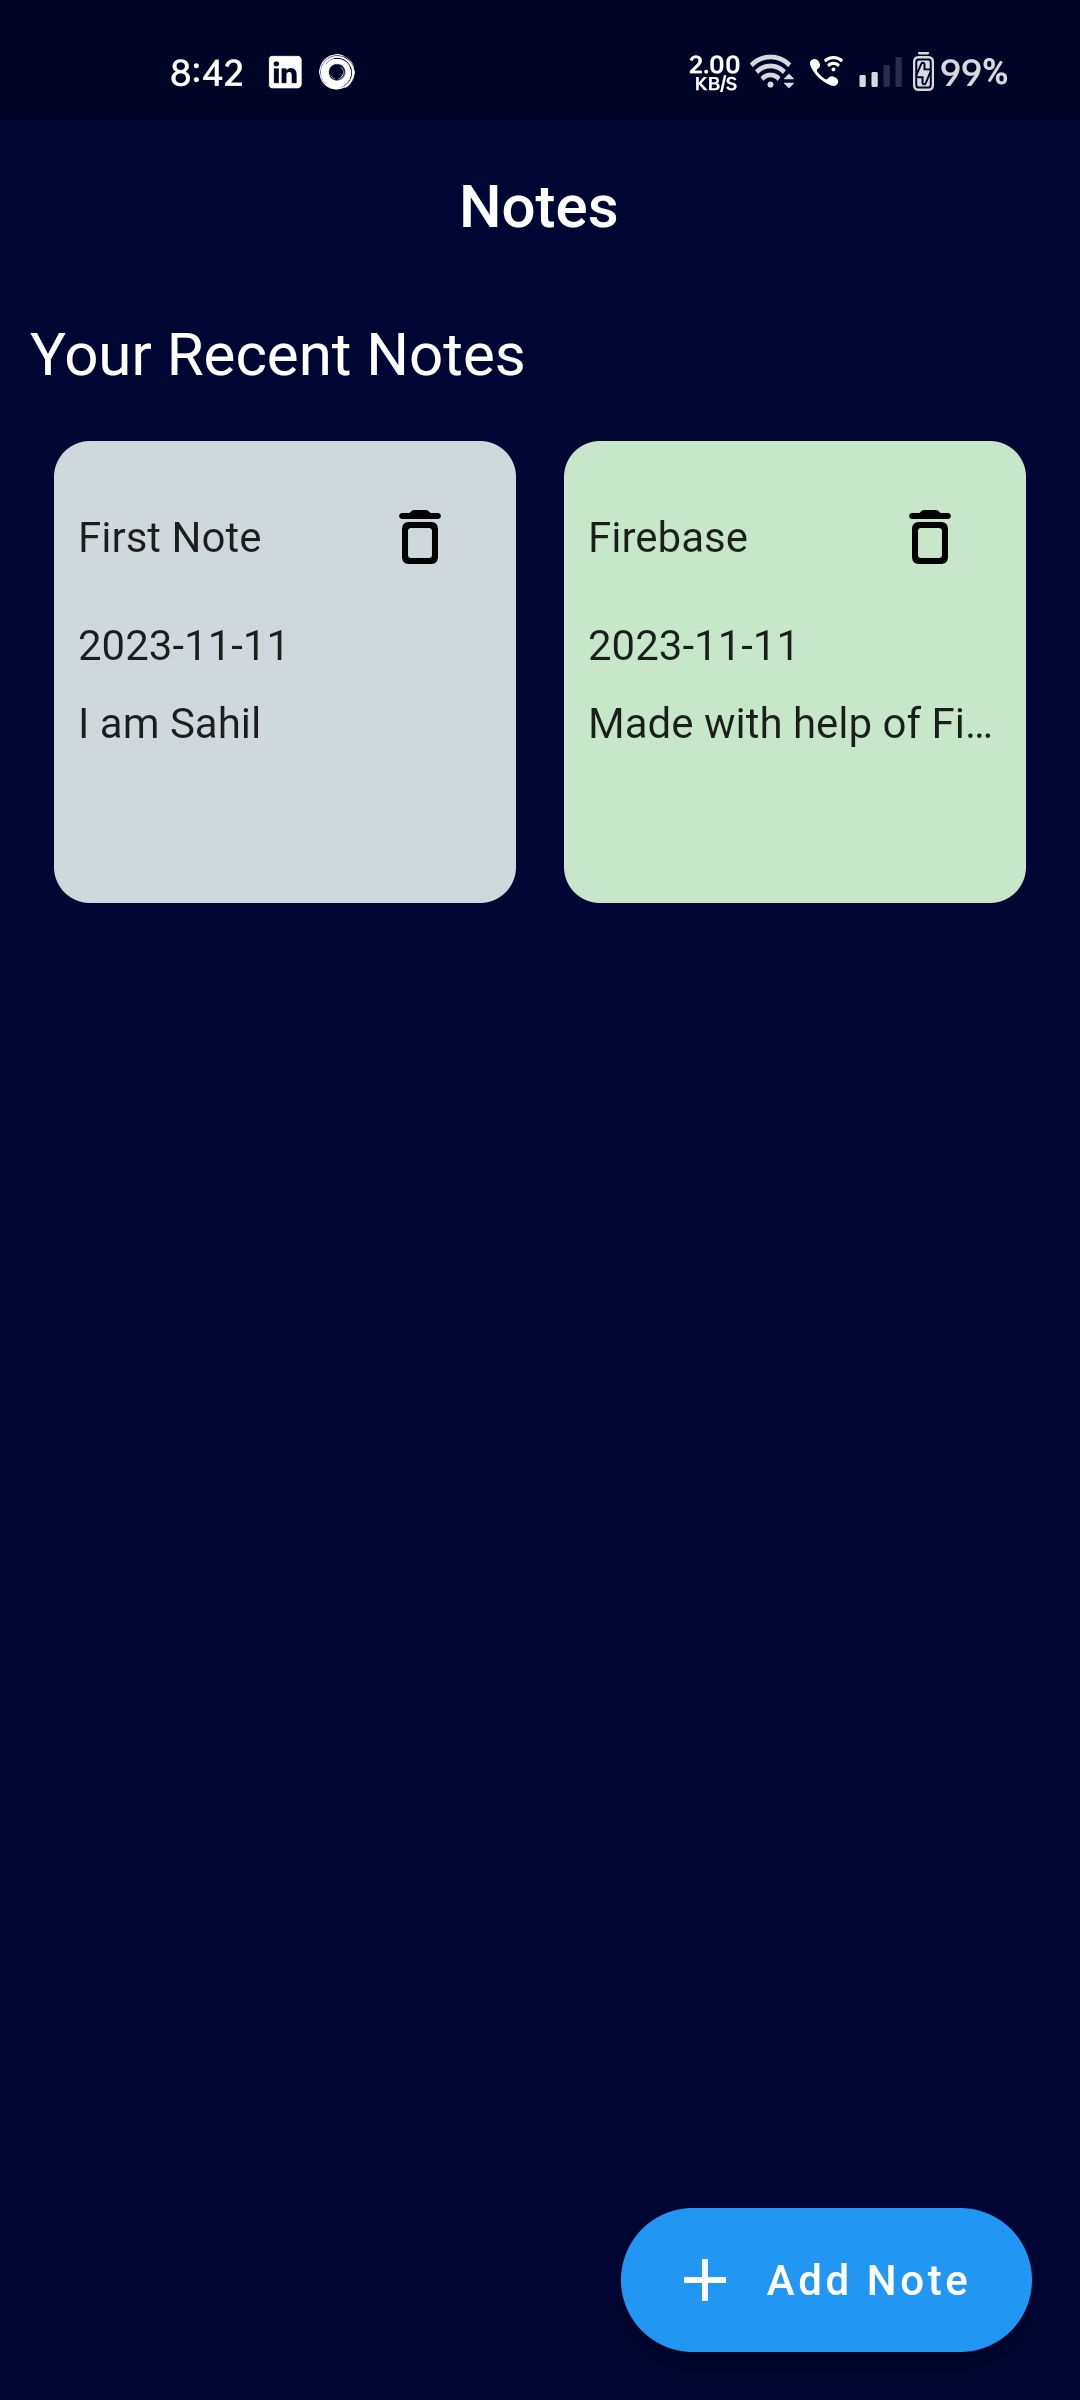 8:42 in 2.00 KB/S 99%
Notes
Your Recent Notes
First Note
2023-11-11
I am Sahil
Firebase
2023-11-11
Made with help of Fi...
Add Note